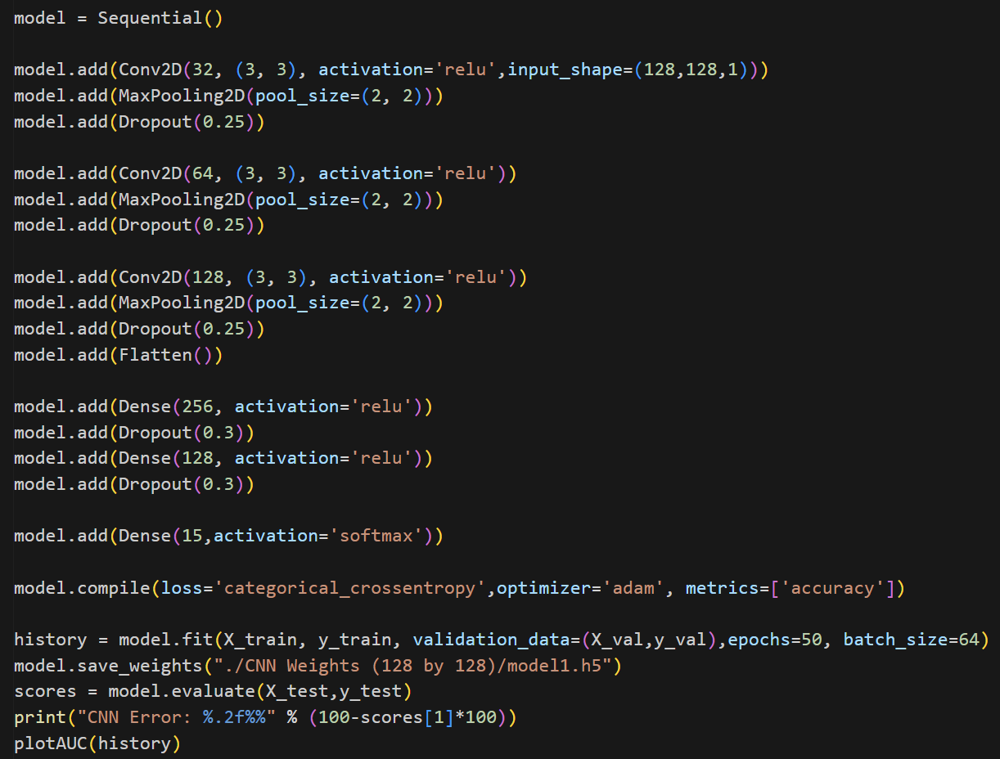 model = Sequential()
model.add(Conv2D(32, (3, 3), activation='relu',input_shape=(128,128,1)))
model.add(MaxPooling2D(pool_size=(2, 2)))
model.add(Dropout(0.25))
model.add(Conv2D(64, (3, 3), activation='relu'))
model.add(MaxPooling2D(pool_size=(2, 2)))
model.add(Dropout(0.25))
model.add(Conv2D(128, (3, 3), activation='relu'))
model.add(MaxPooling2D(pool_size=(2, 2)))
model.add(Dropout(0.25))
model.add(Flatten())
model.add(Dense(256, activation='relu'))
model.add(Dropout(0.3))
model.add(Dense(128, activation='relu'))
model.add(Dropout(0.3))
model.add(Dense(15,activation='softmax'))
model.compile(loss='categorical_crossentropy',optimizer='adam', metrics=['accuracy'])
history = model.fit(X_train, y_train, validation_data=(X_val,y_val),epochs=50, batch_size=64)
model.save_weights("./CNN Weights (128 by 128)/model1.h5")
scores = model.evaluate(X_test,y_test)
print("CNN Error: %.2f%%" % (100-scores[1]*100))
plotAUC(history)